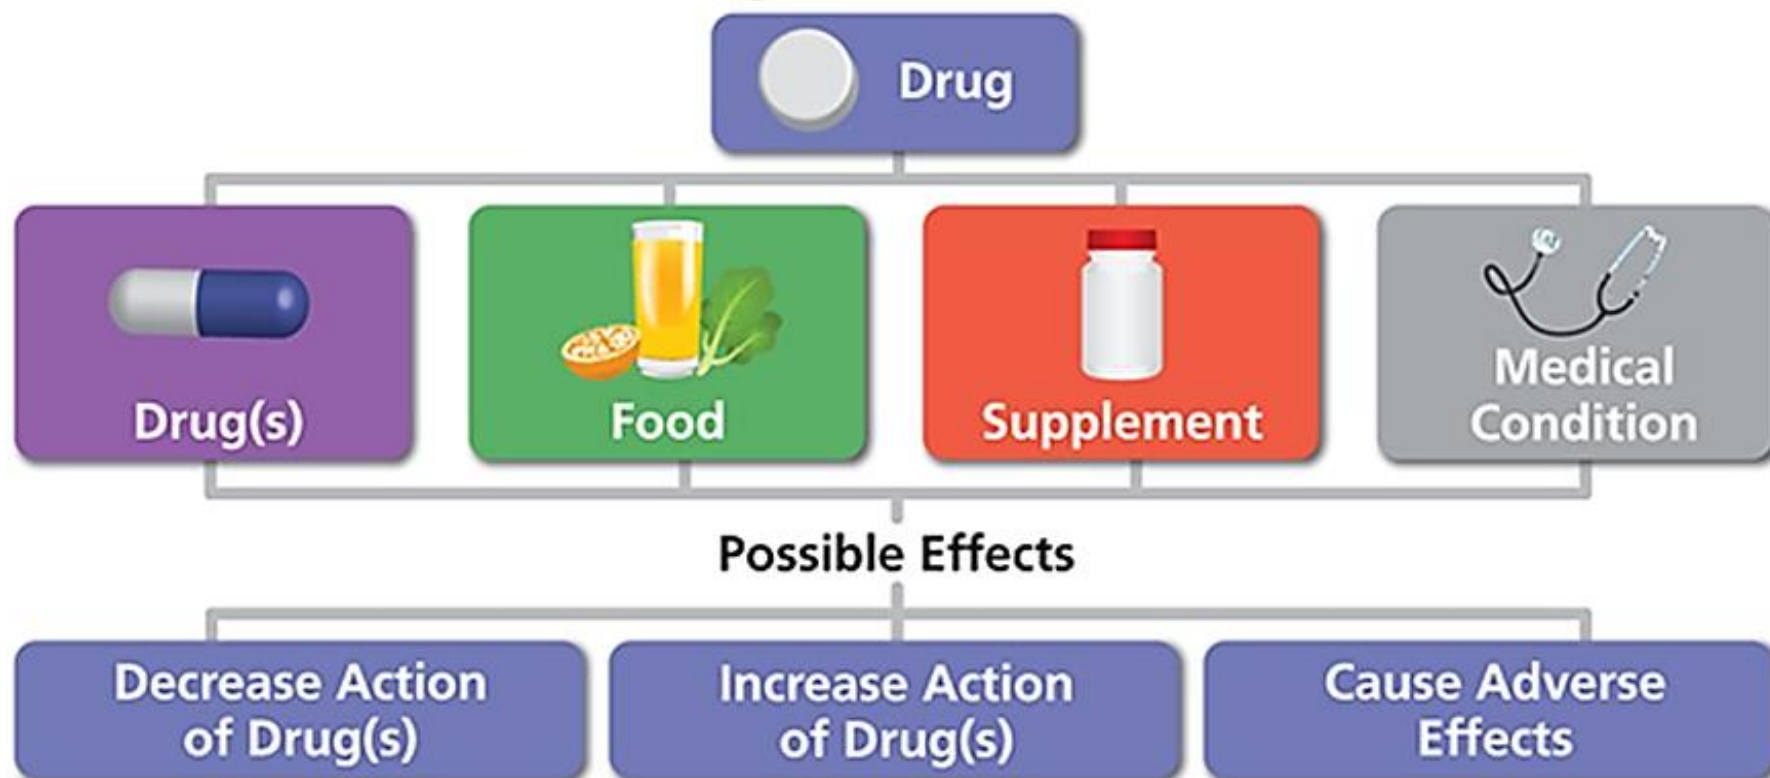 Drug
Drug(s)
Food
Supplement
Medical
Condition
Possible Effects
Decrease Action
of Drug(s)
Increase Action
of Drug(s)
Cause Adverse
Effects